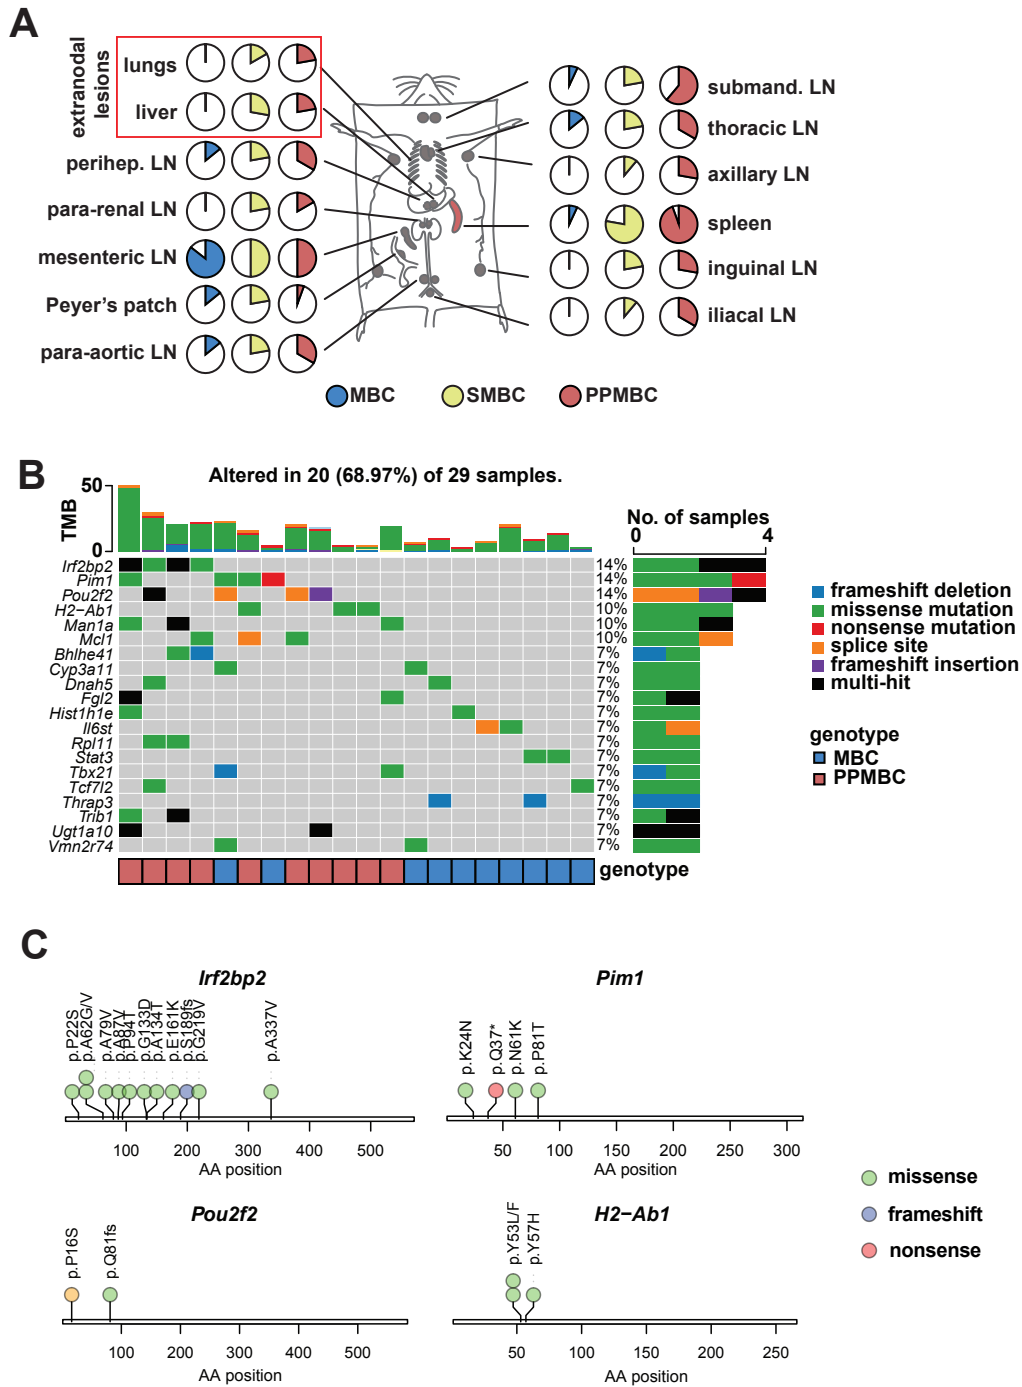 A
extranodal
lesions
lungs
liver
perihep. LN
para-renal LN
mesenteric LN
Peyer's patch
para-aortic LN
submand. LN
thoracic LN
axillary LN
spleen
inguinal LN
iliacal LN
MBC
SMBC
PPMBC
B
Altered in 20 (68.97%) of 29 samples.
TMB
50
0
No. of samples
0
4
Irf2bp2 14%
Pim1 14%
Pou2f2 14%
H2−Ab1 10%
Man1a 10%
Mcl1 10%
Bhlhe41 7%
Cyp3a11 7%
Dnah5 7%
Fgl2 7%
Hist1h1e 7%
Il6st 7%
Rpl11 7%
Stat3 7%
Tbx21 7%
Tcf7l2 7%
Thrap3 7%
Trib1 7%
Ugt1a10 7%
Vmn2r74 7%
genotype
frameshift deletion
missense mutation
nonsense mutation
splice site
frameshift insertion
multi-hit
genotype
MBC
PPMBC
C
Irf2bp2
p.P22S
p.A62G/V
p.A79V
p.A87V
p.P94T
p.G133D
p.A134T
p.E161K
p.S189fs
p.G219V
p.A337V
100 200 300 400 500
AA position
Pim1
p.K24N
p.Q37*
p.N61K
p.P81T
50 100 150 200 250 300
AA position
Pou2f2
p.P16S
p.Q81fs
100 200 300 400 500
AA position
H2−Ab1
p.Y53L/F
p.Y57H
50 100 150 200 250
AA position
missense
frameshift
nonsense